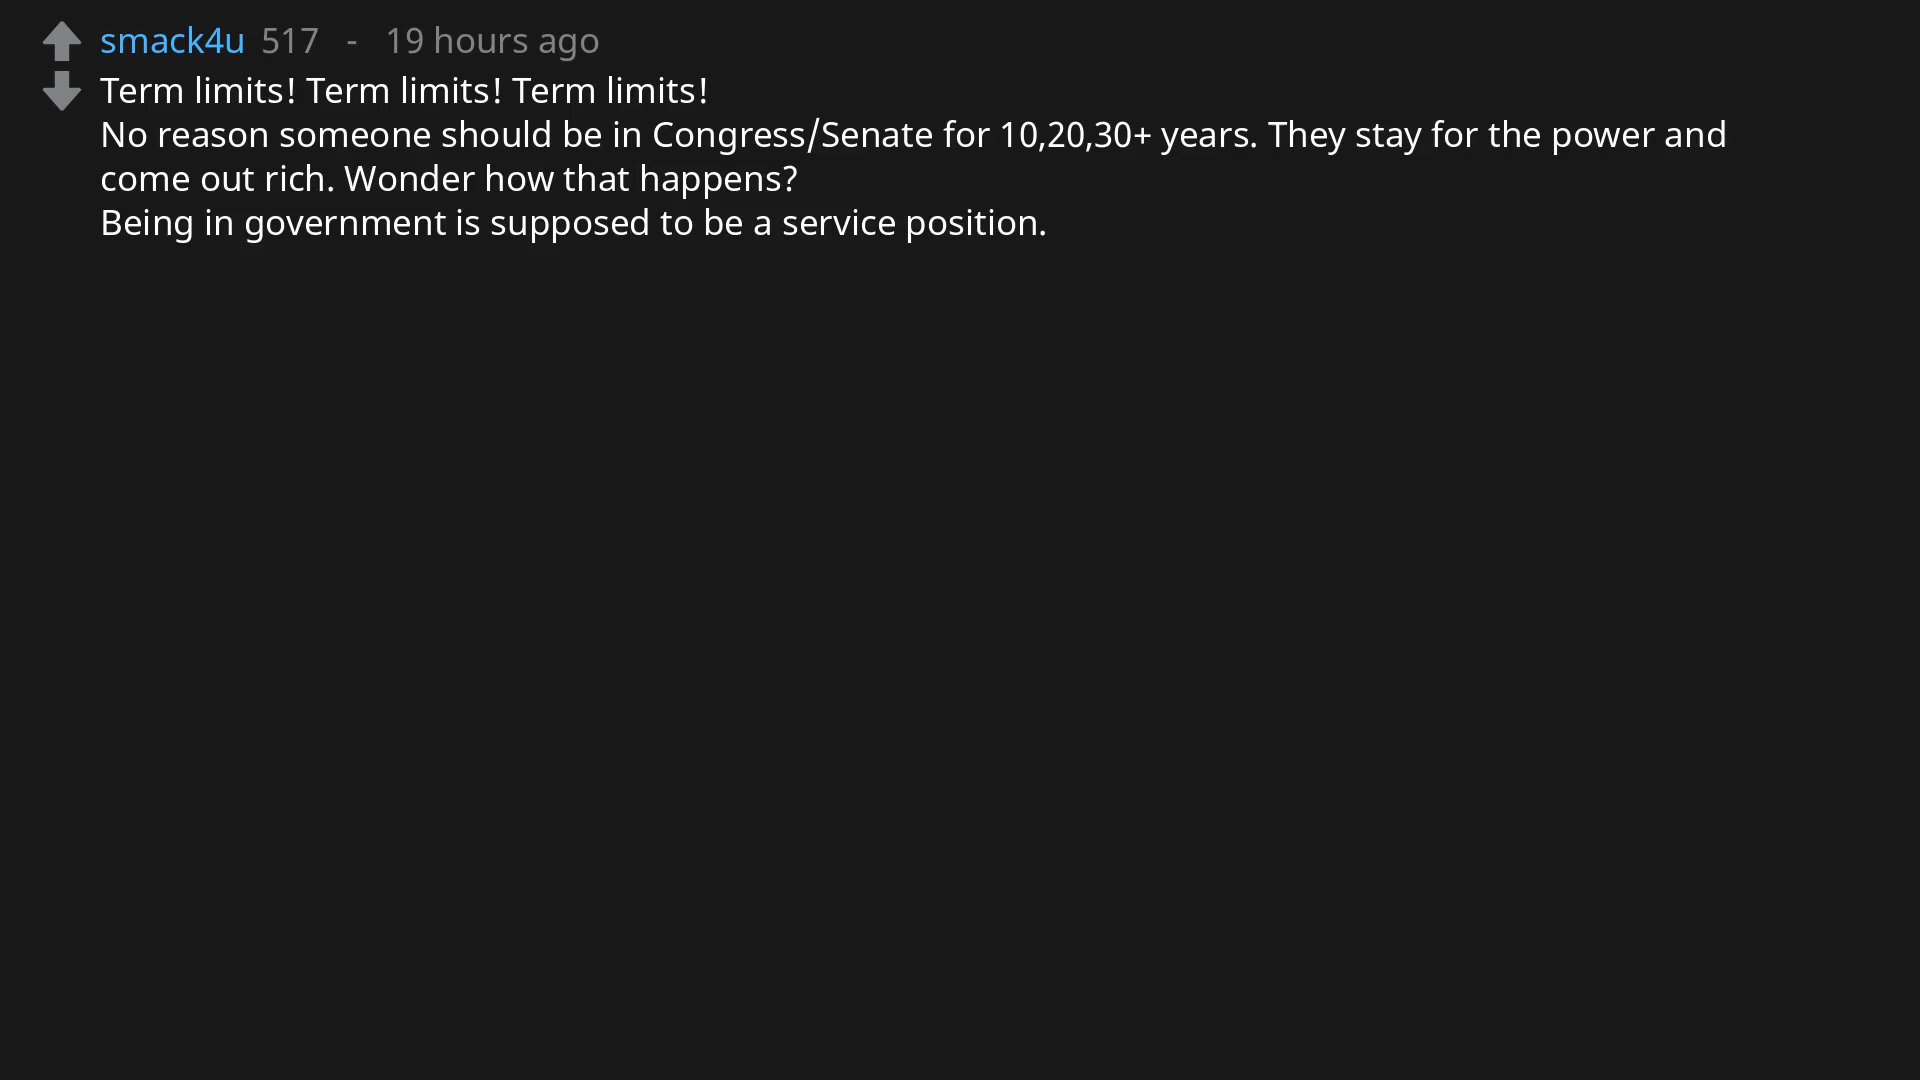 smack4u 517 - 19 hours ago
Term limits! Term limits! Term limits!
No reason someone should be in Congress/Senate for 10,20,30+ years. They stay for the power and
come out rich. Wonder how that happens?
Being in government is supposed to be a service position.